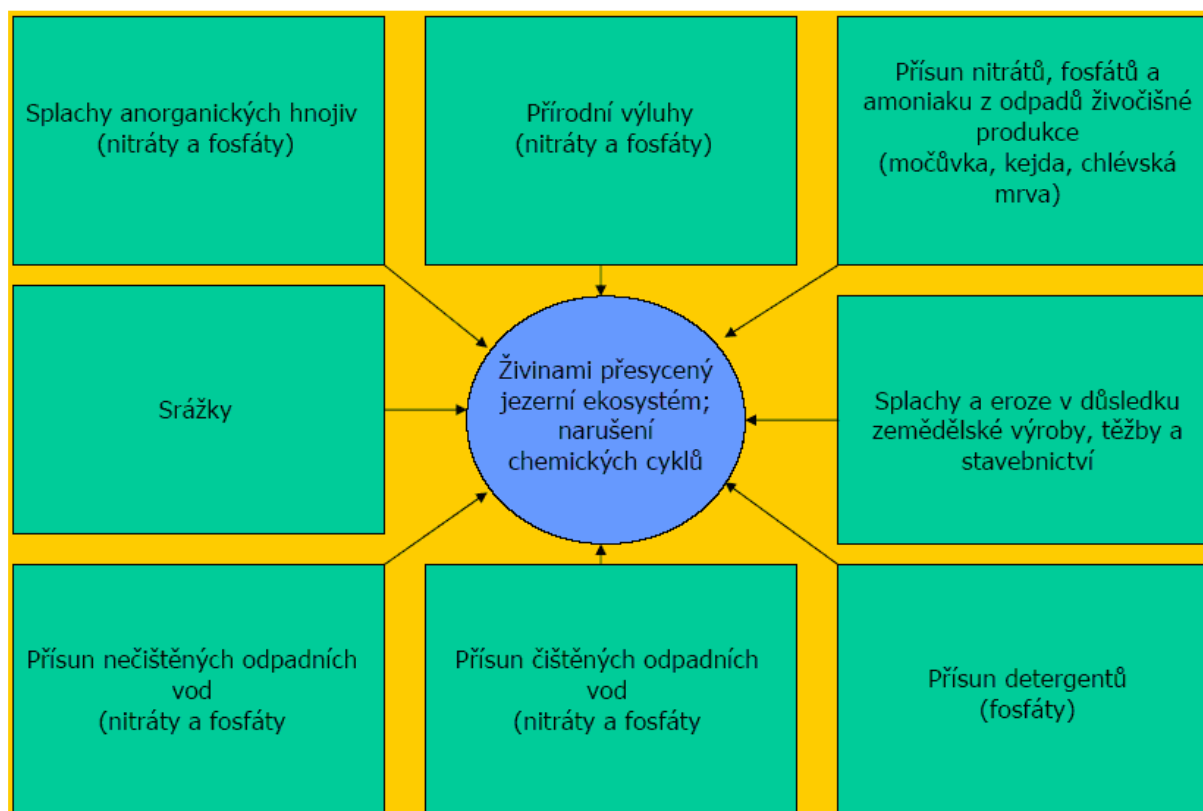 Splachy anorganických hnojiv
(nitráty a fosfáty)
Přírodní výluhy
(nitráty a fosfáty)
Přísun nitrátů, fosfátů a
amoniaku z odpadů živočišné
produkce
(močůvka, kejda, chlévská
mrva)
Srážky
Živinami přesycený
jezerní ekosystém;
narušení
chemických cyklů
Splachy a eroze v důsledku
zemědělské výroby, těžby a
stavebnictví
Přísun nečištěných odpadních
vod
(nitráty a fosfáty
Přísun čištěných odpadních
vod
(nitráty a fosfáty
Přísun detergentů
(fosfáty)